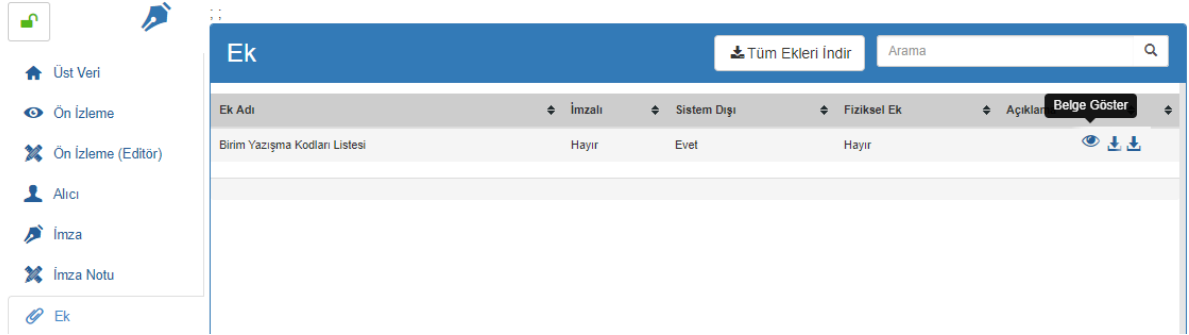 ; ;
Ek
Tüm Ekleri İndir
Arama
Üst Veri
Ön İzleme
Ön İzleme (Editör)
Alıcı
İmza
İmza Notu
Ek
Ek Adı İmzalı Sistem Dışı Fiziksel Ek
Belge Göster
Birim Yazışma Kodları Listesi Hayır Evet Hayır